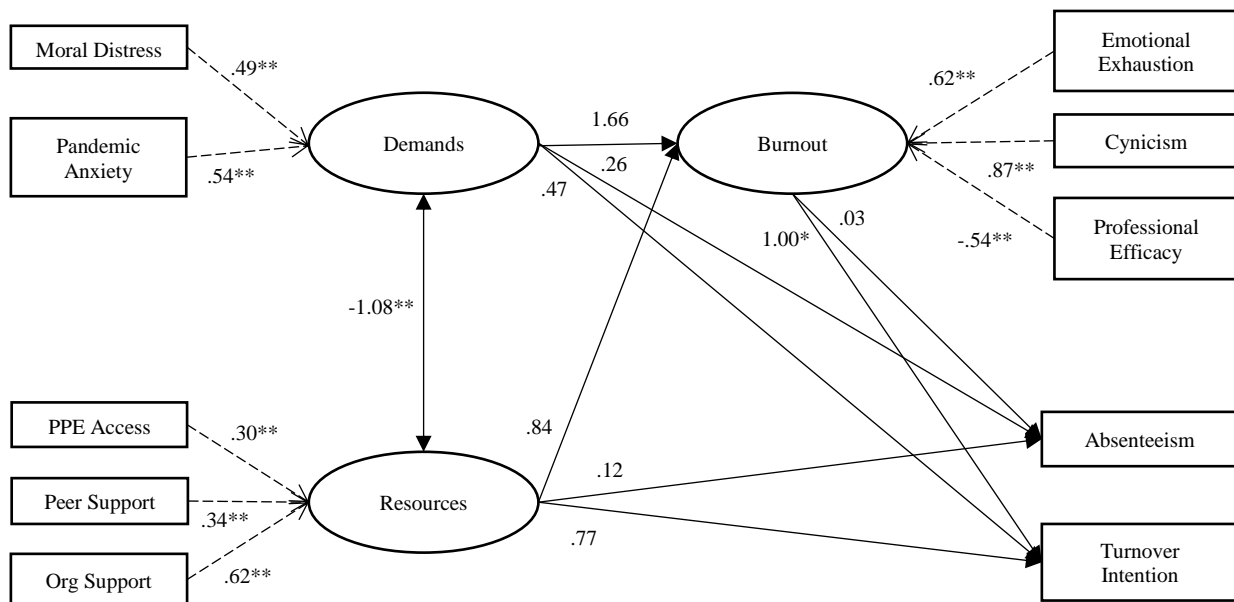 Moral Distress
.49**
Pandemic
Anxiety
.54**
Demands
1.66
.26
.47
Burnout
Emotional
Exhaustion
.62**
Cynicism
.87**
Professional
Efficacy
-.54**
1.00*
.03
-1.08**
PPE Access
.30**
Peer Support
.34**
Org Support
.62**
Resources
.84
.12
.77
Absenteeism
Turnover
Intention